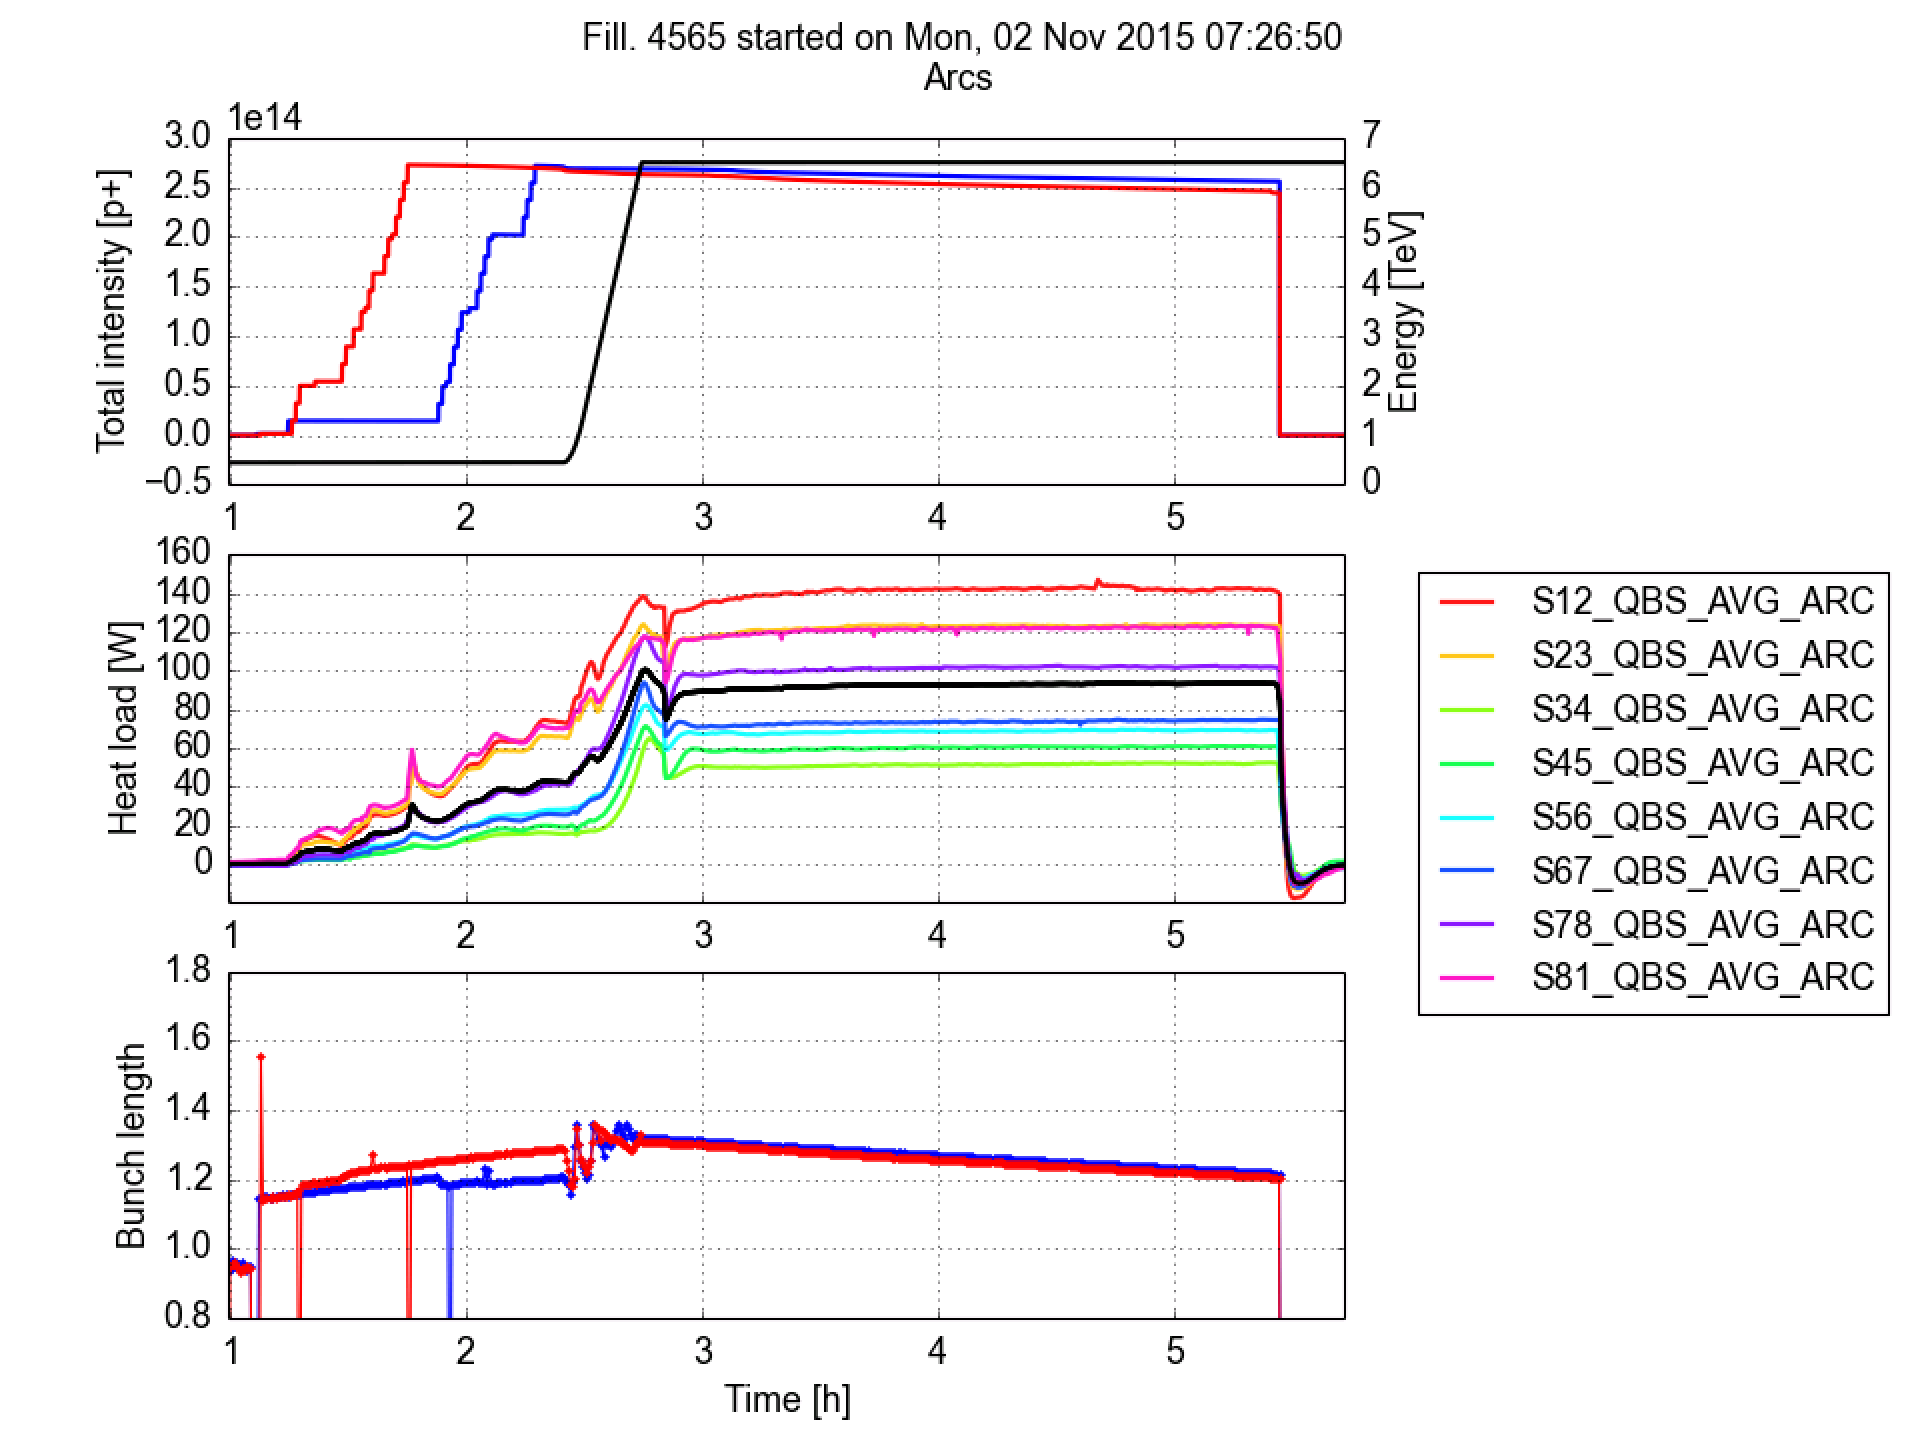 Fill. 4565 started on Mon, 02 Nov 2015 07:26:50
Arcs
1e14
3.0
2.5
2.0
1.5
1.0
0.5
0.0
−0.5
Total intensity [p+]
7
6
5
4
3
2
1
0
Energy [TeV]
1 2 3 4 5
160
140
120
100
80
60
40
20
0
Heat load [W]
1 2 3 4 5
S12_QBS_AVG_ARC
S23_QBS_AVG_ARC
S34_QBS_AVG_ARC
S45_QBS_AVG_ARC
S56_QBS_AVG_ARC
S67_QBS_AVG_ARC
S78_QBS_AVG_ARC
S81_QBS_AVG_ARC
1.8
1.6
1.4
1.2
1.0
0.8
Bunch length
1 2 3 4 5
Time [h]